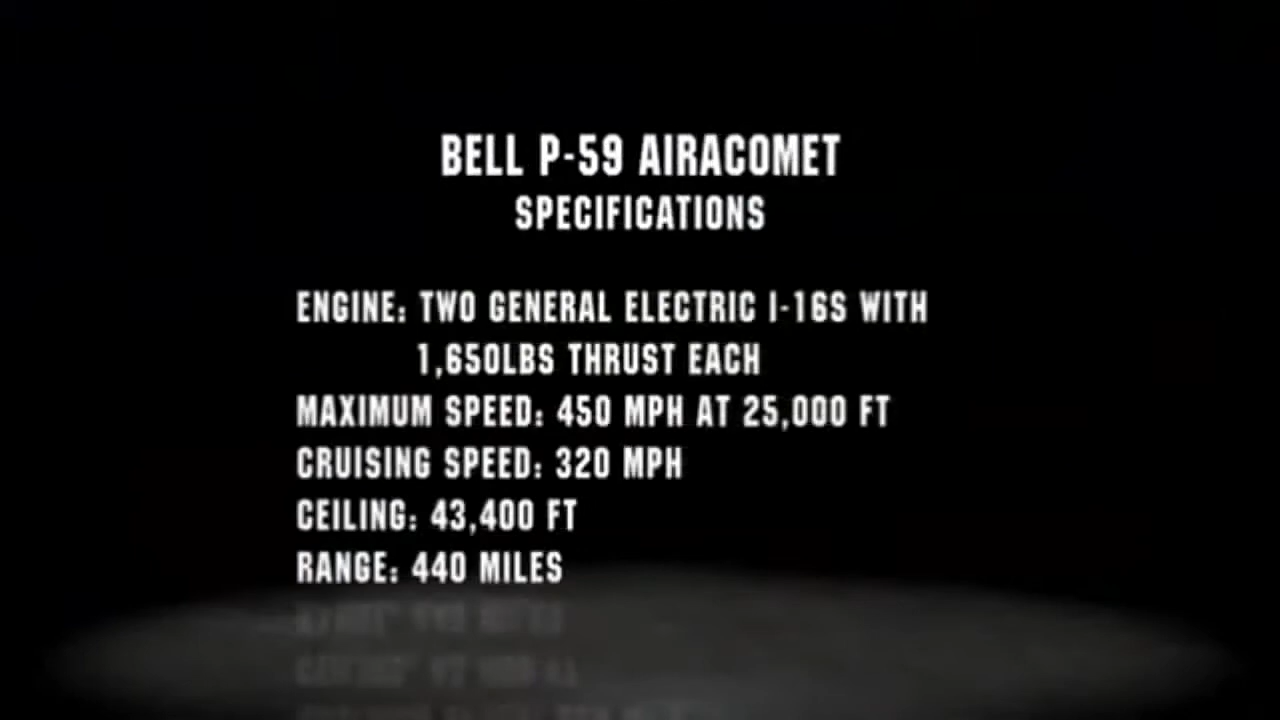 BELL P-59 AIRACOMET
SPECIFICATIONS
ENGINE: TWO GENERAL ELECTRIC I-16S WITH
1,650LBS THRUST EACH
MAXIMUM SPEED: 450 MPH AT 25,000 FT
CRUISING SPEED: 320 MPH
CEILING: 43,400 FT
RANGE: 440 MILES